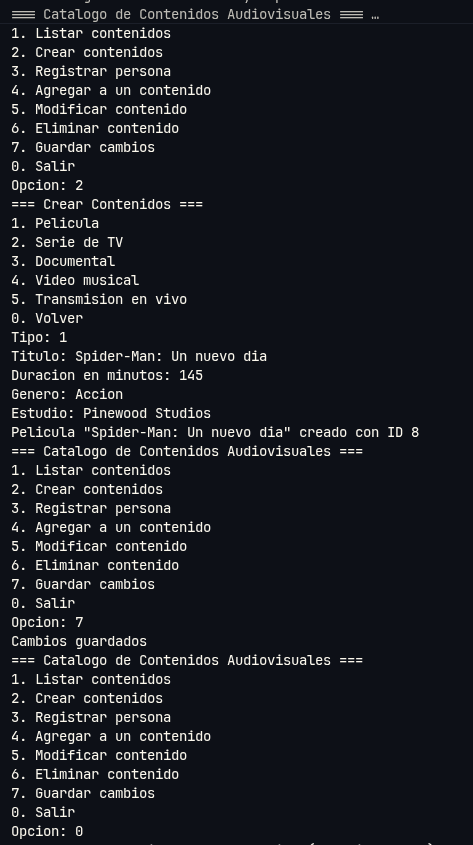 === Catalogo de Contenidos Audiovisuales === …
1. Listar contenidos
2. Crear contenidos
3. Registrar persona
4. Agregar a un contenido
5. Modificar contenido
6. Eliminar contenido
7. Guardar cambios
0. Salir
Opcion: 2
=== Crear Contenidos ===
1. Pelicula
2. Serie de TV
3. Documental
4. Video musical
5. Transmision en vivo
0. Volver
Tipo: 1
Titulo: Spider-Man: Un nuevo dia
Duracion en minutos: 145
Genero: Accion
Estudio: Pinewood Studios
Pelicula "Spider-Man: Un nuevo dia" creado con ID 8
=== Catalogo de Contenidos Audiovisuales ===
1. Listar contenidos
2. Crear contenidos
3. Registrar persona
4. Agregar a un contenido
5. Modificar contenido
6. Eliminar contenido
7. Guardar cambios
0. Salir
Opcion: 7
Cambios guardados
=== Catalogo de Contenidos Audiovisuales ===
1. Listar contenidos
2. Crear contenidos
3. Registrar persona
4. Agregar a un contenido
5. Modificar contenido
6. Eliminar contenido
7. Guardar cambios
0. Salir
Opcion: 0